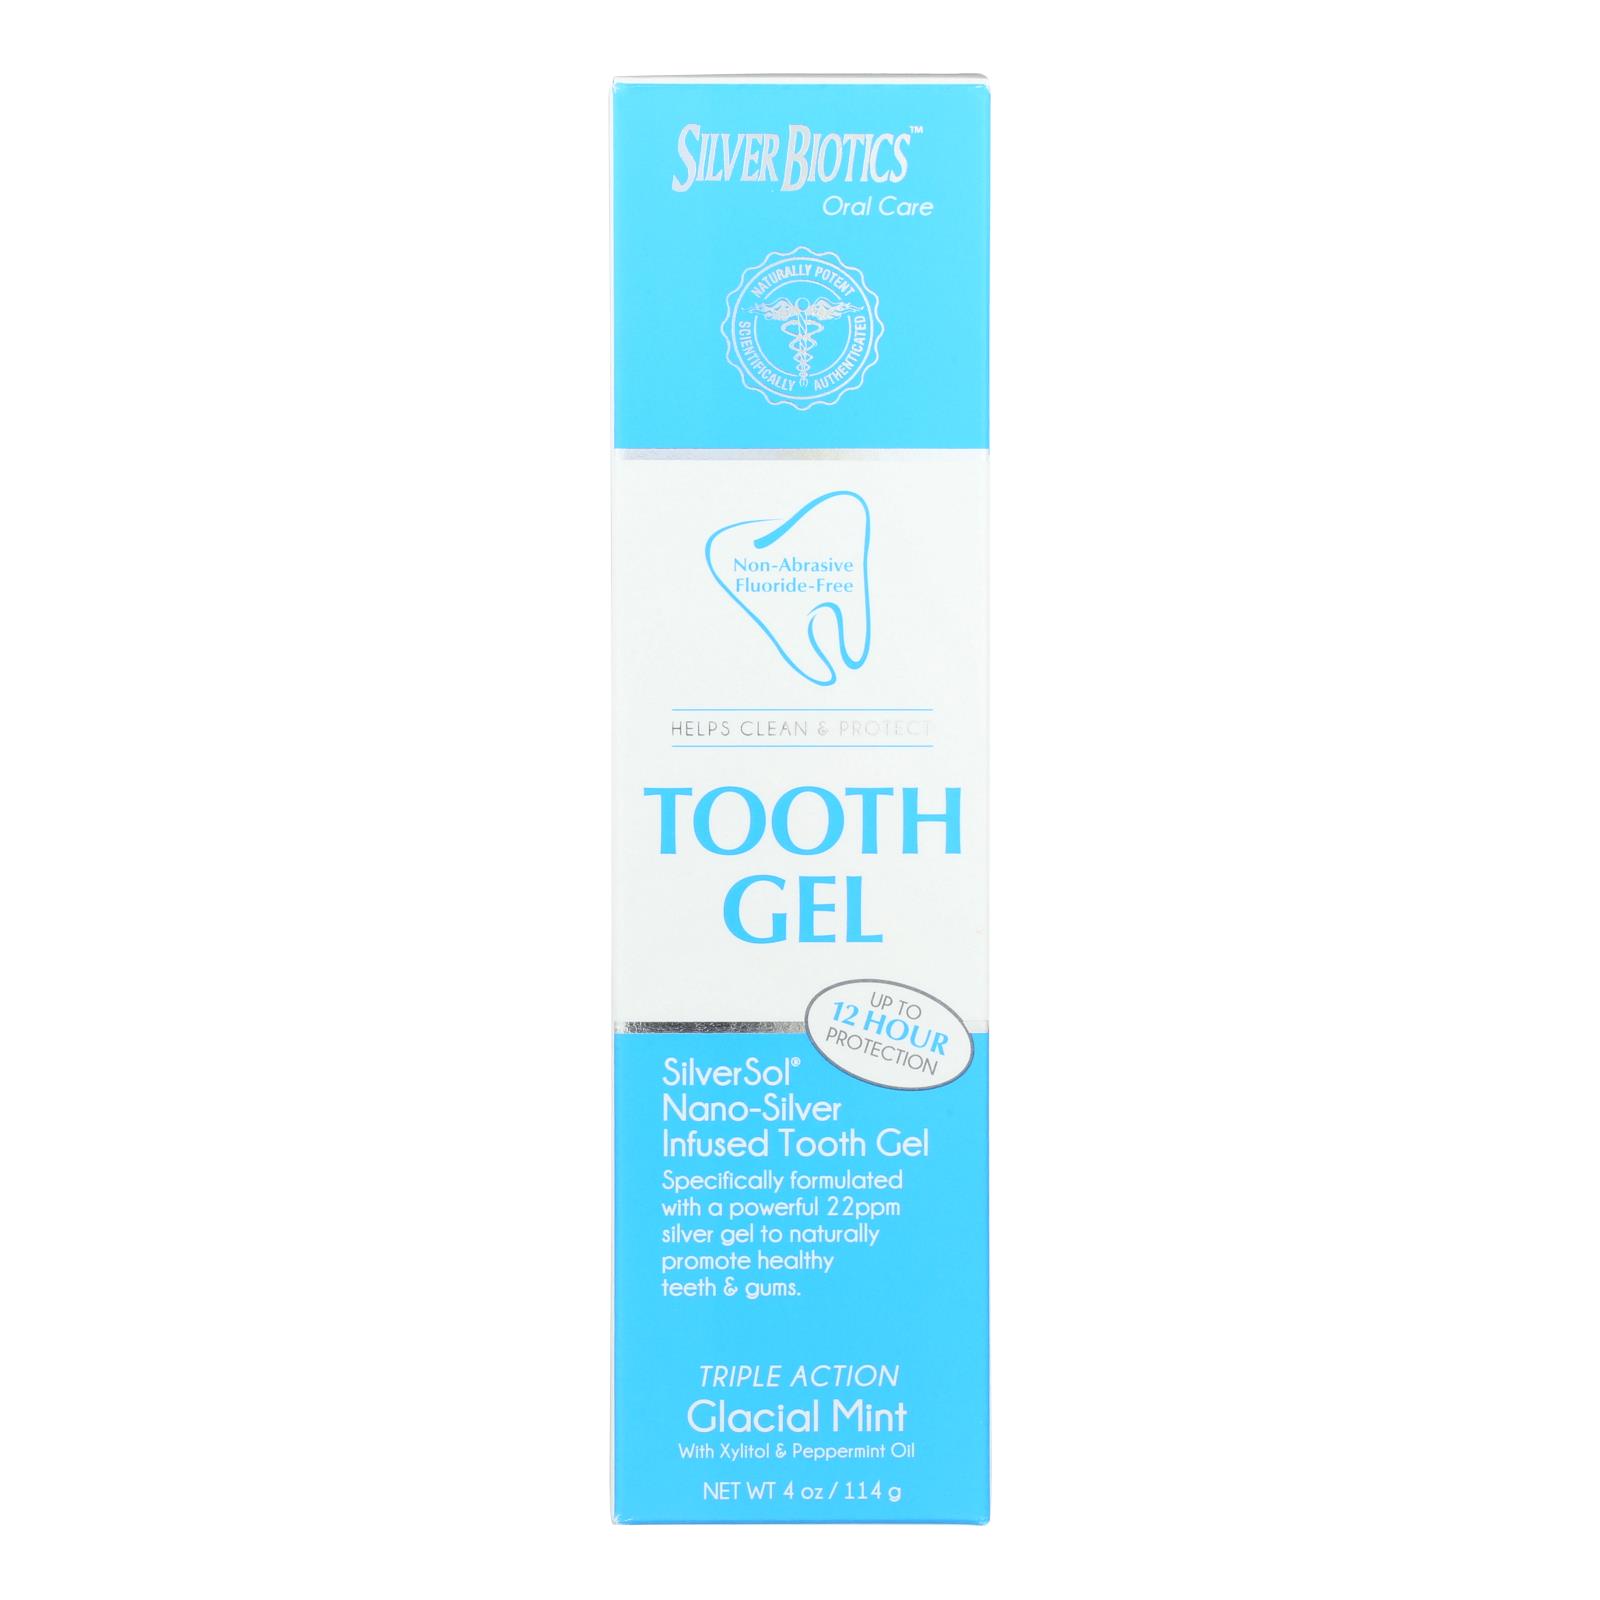 SILVER BIOTICS™
Oral Care
NATURALLY POTENT
SCIENTIFICALLY AUTHENTICATED
Non-Abrasive
Fluoride-Free
HELPS CLEAN & PROTECT
TOOTH
GEL
UP TO
12 HOUR
PROTECTION
SilverSol®
Nano-Silver
Infused Tooth Gel
Specifically formulated
with a powerful 22ppm
silver gel to naturally
promote healthy
teeth & gums.
TRIPLE ACTION
Glacial Mint
With Xylitol & Peppermint Oil
NET WT 4 oz / 114 g